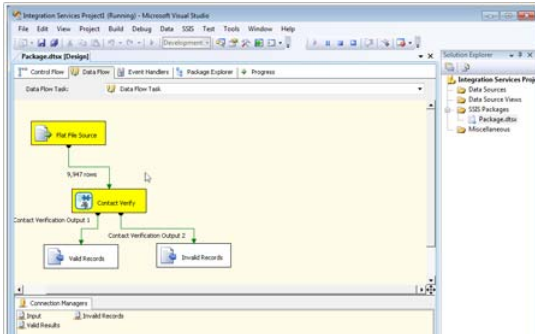 Integration Services Project1 (Running) - Microsoft Visual Studio
File Edit View Project Build Debug Data SSIS Test Tools Window Help
Development
Package.dtsx [Design]
Solution Explorer
Control Flow Data Flow Event Handlers Package Explorer Progress
Data Flow Task: Data Flow Task
Integration Services Proj
Data Sources
Data Source Views
SSIS Packages
Package.dtsx
Miscellaneous
Flat File Source
9,947 rows
Contact Verify
Contact Verification Output 1
Contact Verification Output 2
Valid Records
Invalid Records
Connection Managers
Input Invalid Records
Valid Results